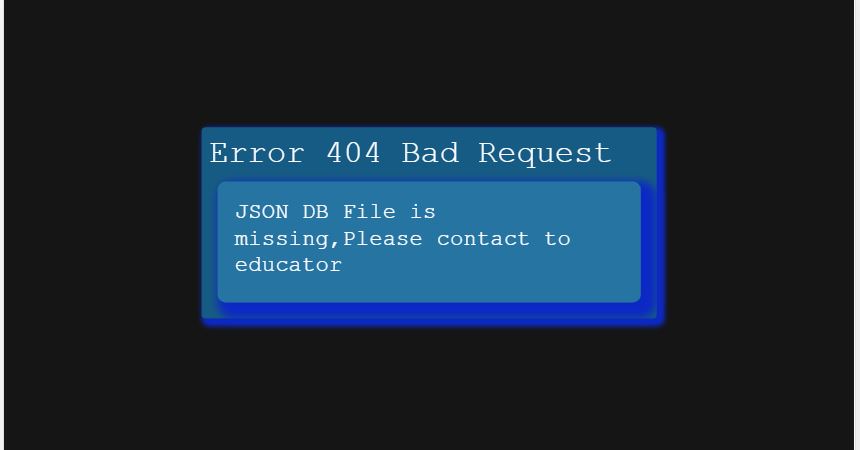 Error 404 Bad Request
JSON DB File is
missing,Please contact to
educator